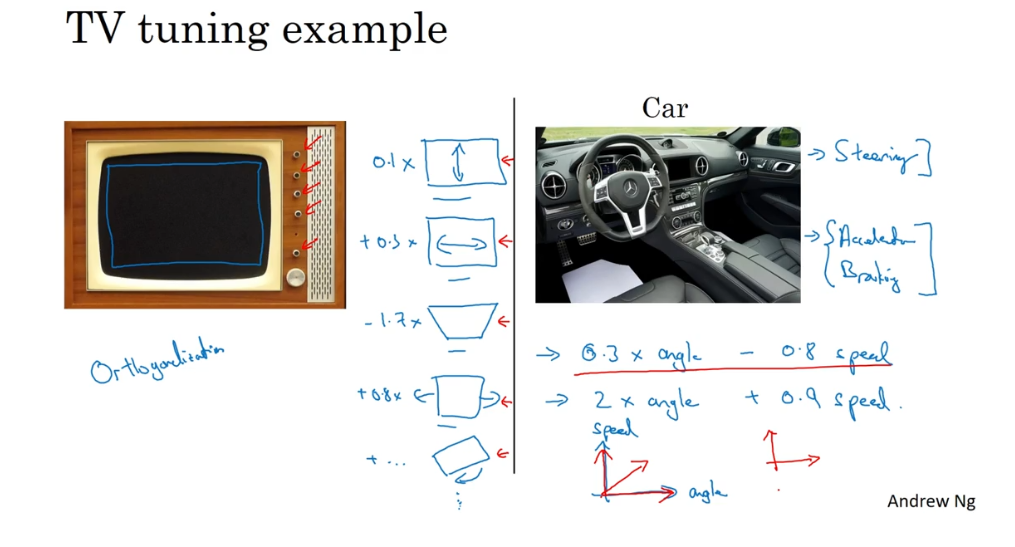 TV tuning example
Car
0.1 x
+ 0.3 x
- 1.7 x
+ 0.8 x
+ ...
Orthogonalization
→ Steering
→ { Acceleration
Braking
→ 0.3 x angle - 0.8 speed
→ 2 x angle + 0.9 speed.
speed
angle
Andrew Ng